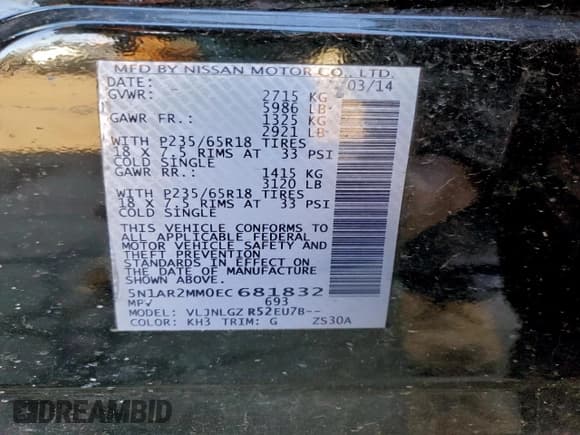 MFD BY NISSAN MOTOR CO., LTD.
DATE: 03/14
GVWR: 2715 KG
5986 LB
GAWR FR.: 1325 KG
2921 LB
WITH P235/65R18 TIRES
18 X 7.5 RIMS AT 33 PSI
COLD SINGLE
GAWR RR.: 1415 KG
3120 LB
WITH P235/65R18 TIRES
18 X 7.5 RIMS AT 33 PSI
COLD SINGLE
THIS VEHICLE CONFORMS TO
ALL APPLICABLE FEDERAL
MOTOR VEHICLE SAFETY AND
THEFT PREVENTION
STANDARDS IN EFFECT ON
THE DATE OF MANUFACTURE
SHOWN ABOVE.
5N1AR2MM0EC681832
MPV 693
MODEL: VLJNLGZ R52EU7B--
COLOR: KH3 TRIM: G ZS30A
DREAMBID